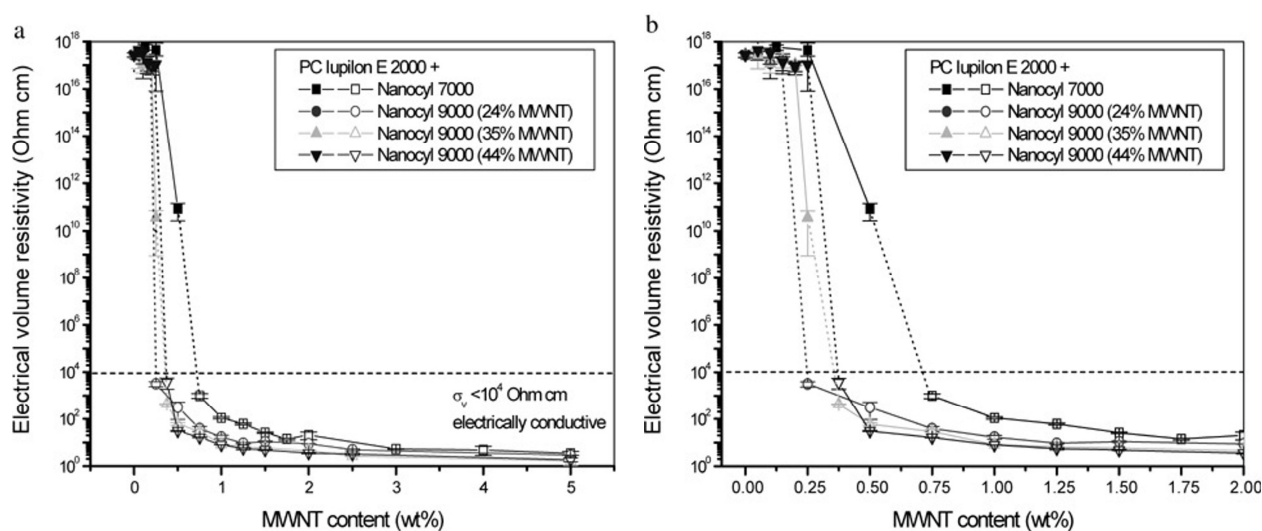 a
Electrical volume resistivity (Ohm cm)
10^18
10^16
10^14
10^12
10^10
10^8
10^6
10^4
10^2
10^0
PC Iupilon E 2000 +
Nanocyl 7000
Nanocyl 9000 (24% MWNT)
Nanocyl 9000 (35% MWNT)
Nanocyl 9000 (44% MWNT)
σᵥ <10⁴ Ohm cm
electrically conductive
0 1 2 3 4 5
MWNT content (wt%)
b
Electrical volume resistivity (Ohm cm)
10^18
10^16
10^14
10^12
10^10
10^8
10^6
10^4
10^2
10^0
PC Iupilon E 2000 +
Nanocyl 7000
Nanocyl 9000 (24% MWNT)
Nanocyl 9000 (35% MWNT)
Nanocyl 9000 (44% MWNT)
0.00 0.25 0.50 0.75 1.00 1.25 1.50 1.75 2.00
MWNT content (wt%)